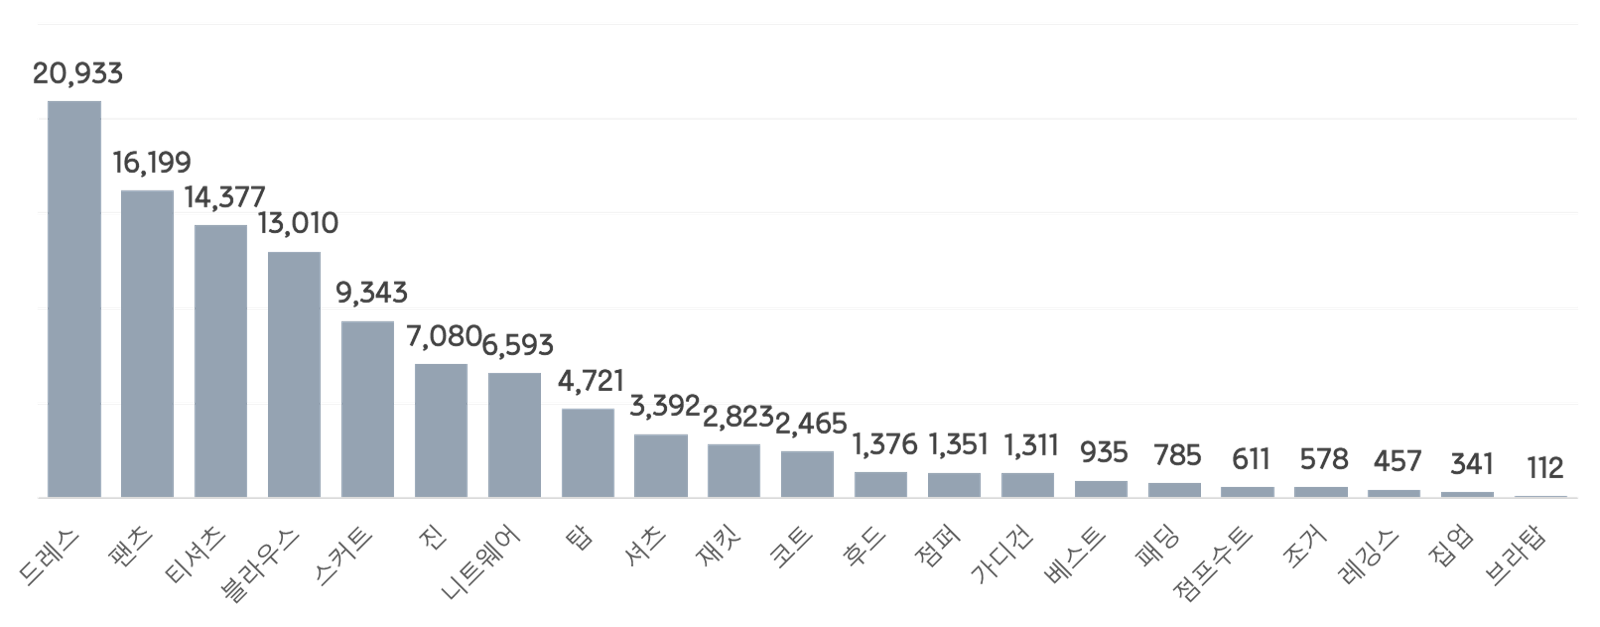 20,933
16,199
14,377
13,010
9,343
7,080
6,593
4,721
3,392
2,823
2,465
1,376
1,351
1,311
935
785
611
578
457
341
112
드레스
팬츠
티셔츠
블라우스
스커트
진
니트웨어
탑
셔츠
재킷
코트
후드
점퍼
가디건
베스트
패딩
점프수트
조거
레깅스
집업
브라탑